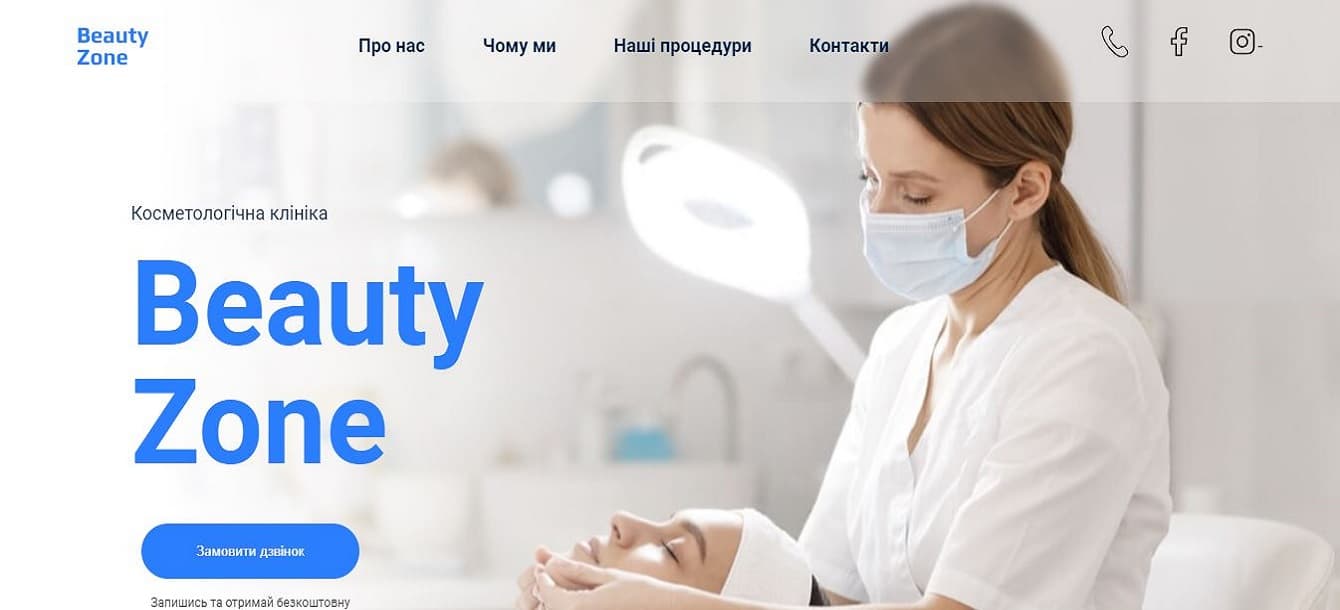 Beauty
Zone
Про нас
Чому ми
Наші процедури
Контакти
Косметологічна клініка
Beauty
Zone
Замовити дзвінок
Запишись та отримай безкоштовну